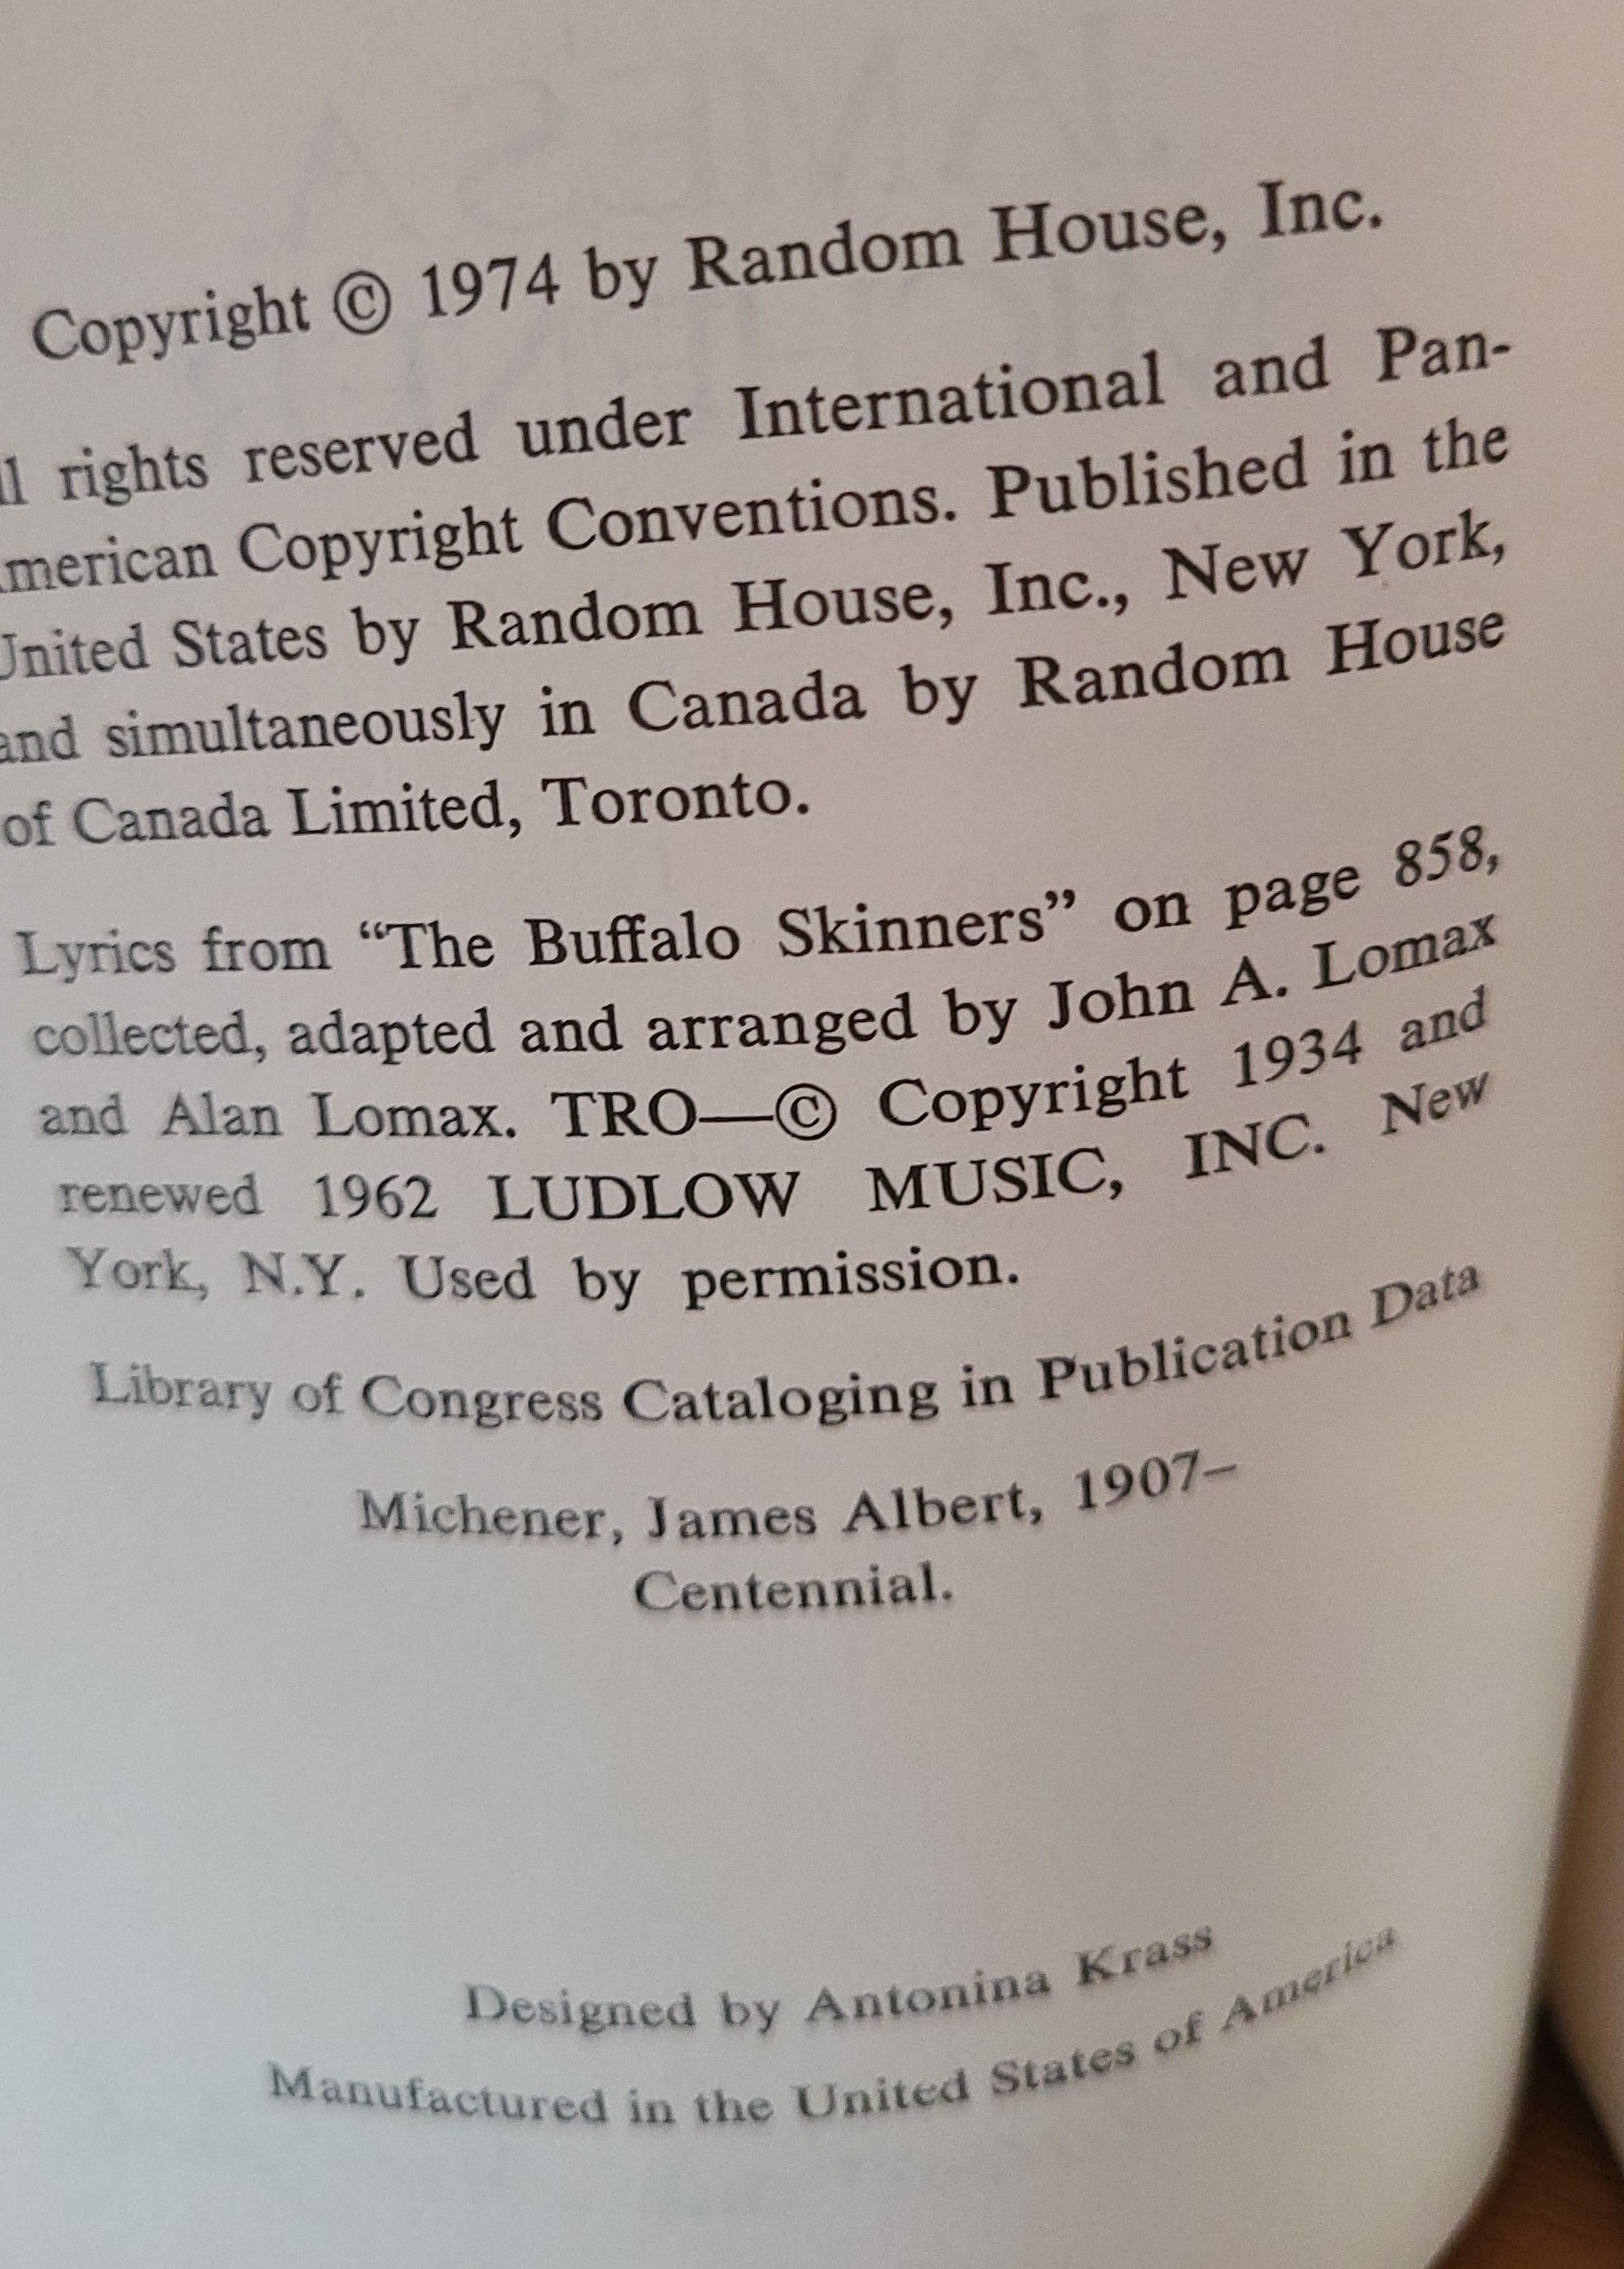 Copyright © 1974 by Random House, Inc.
ll rights reserved under International and Pan-
merican Copyright Conventions. Published in the
United States by Random House, Inc., New York,
and simultaneously in Canada by Random House
of Canada Limited, Toronto.
Lyrics from “The Buffalo Skinners” on page 858,
collected, adapted and arranged by John A. Lomax
and Alan Lomax. TRO—© Copyright 1934 and
renewed 1962 LUDLOW MUSIC, INC. New
York, N.Y. Used by permission.
Library of Congress Cataloging in Publication Data
Michener, James Albert, 1907–
Centennial.
Designed by Antonina Krass
Manufactured in the United States of America